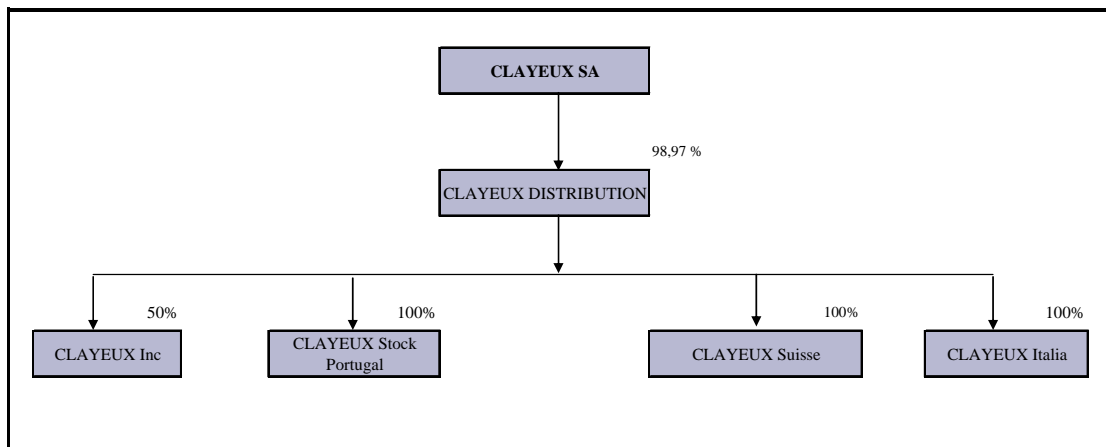 CLAYEUX SA
98,97 %
CLAYEUX DISTRIBUTION
50%
100%
100%
100%
CLAYEUX Inc
CLAYEUX Stock
Portugal
CLAYEUX Suisse
CLAYEUX Italia